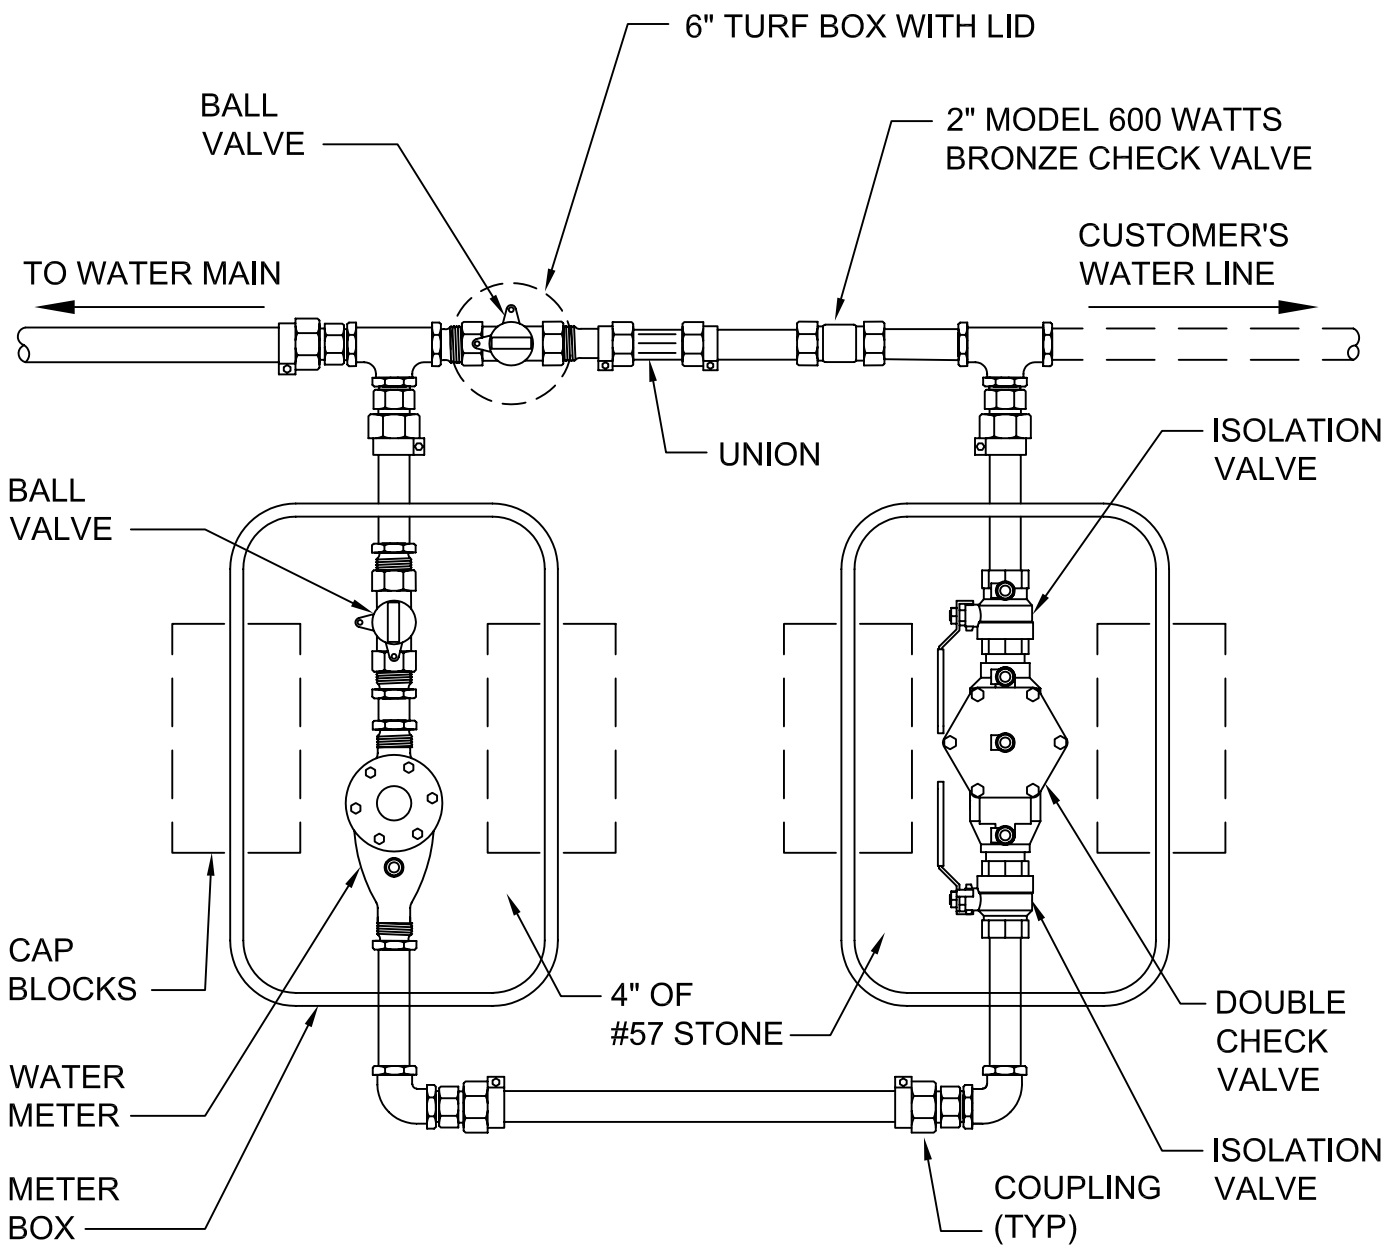 6" TURF BOX WITH LID
BALL
VALVE
2" MODEL 600 WATTS
BRONZE CHECK VALVE
TO WATER MAIN
CUSTOMER'S
WATER LINE
UNION
ISOLATION
VALVE
BALL
VALVE
CAP
BLOCKS
4" OF
#57 STONE
DOUBLE
CHECK
VALVE
WATER
METER
ISOLATION
VALVE
METER
BOX
COUPLING
(TYP)